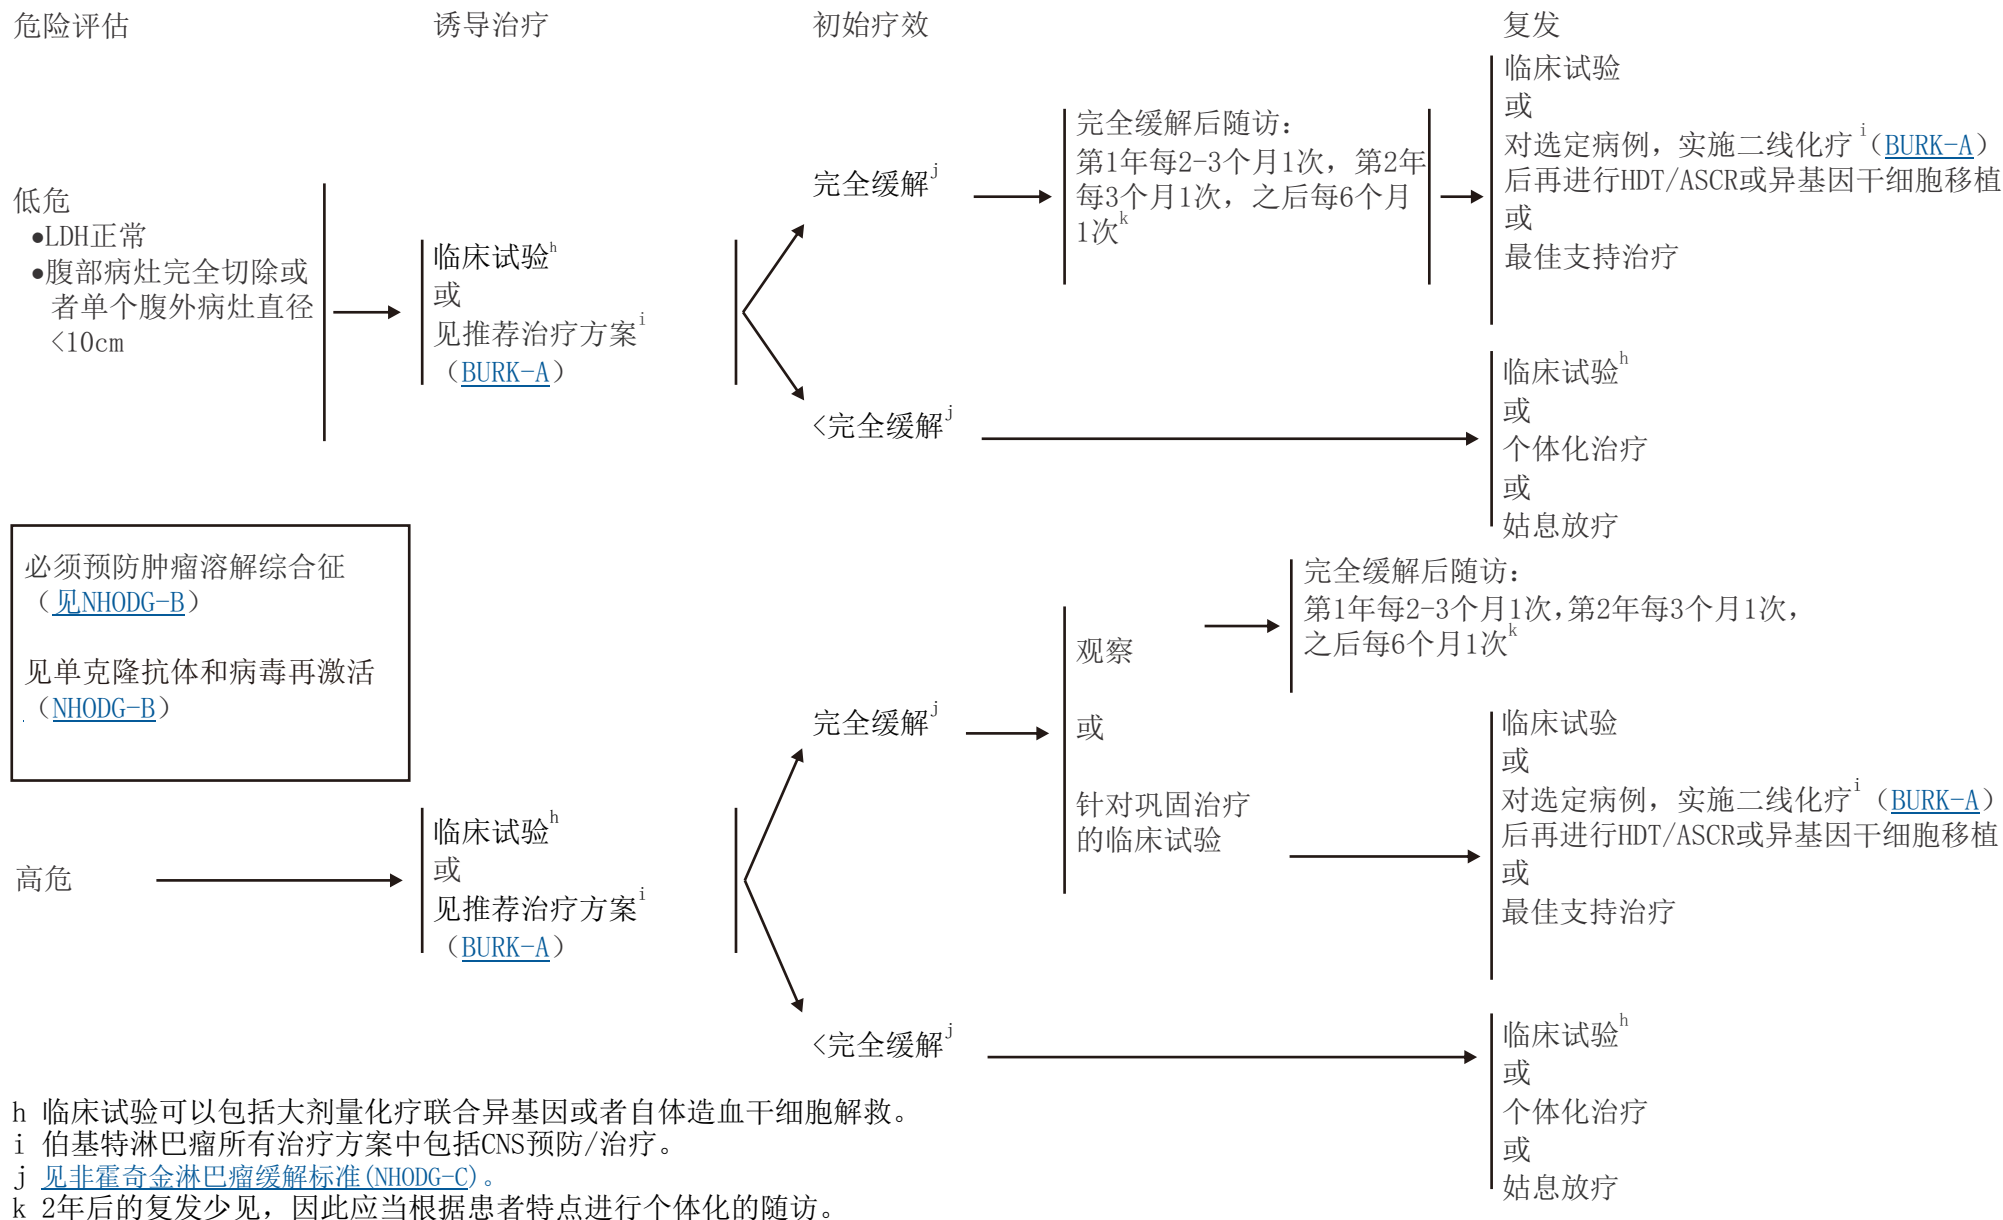 危险评估
诱导治疗
初始疗效
复发
低危
●LDH正常
●腹部病灶完全切除或
者单个腹外病灶直径
<10cm
临床试验h
或
见推荐治疗方案i
（BURK-A）
完全缓解j
完全缓解后随访：
第1年每2-3个月1次，第2年
每3个月1次，之后每6个月
1次k
临床试验
或
对选定病例，实施二线化疗i（BURK-A）
后再进行HDT/ASCR或异基因干细胞移植
或
最佳支持治疗
<完全缓解j
临床试验h
或
个体化治疗
或
姑息放疗
必须预防肿瘤溶解综合征
（见NHODG-B）
见单克隆抗体和病毒再激活
（NHODG-B）
高危
临床试验h
或
见推荐治疗方案i
（BURK-A）
完全缓解j
观察
或
针对巩固治疗
的临床试验
完全缓解后随访：
第1年每2-3个月1次，第2年每3个月1次，
之后每6个月1次k
临床试验
或
对选定病例，实施二线化疗i（BURK-A）
后再进行HDT/ASCR或异基因干细胞移植
或
最佳支持治疗
<完全缓解j
临床试验h
或
个体化治疗
或
姑息放疗
h 临床试验可以包括大剂量化疗联合异基因或者自体造血干细胞解救。
i 伯基特淋巴瘤所有治疗方案中包括CNS预防/治疗。
j 见非霍奇金淋巴瘤缓解标准(NHODG-C)。
k 2年后的复发少见，因此应当根据患者特点进行个体化的随访。